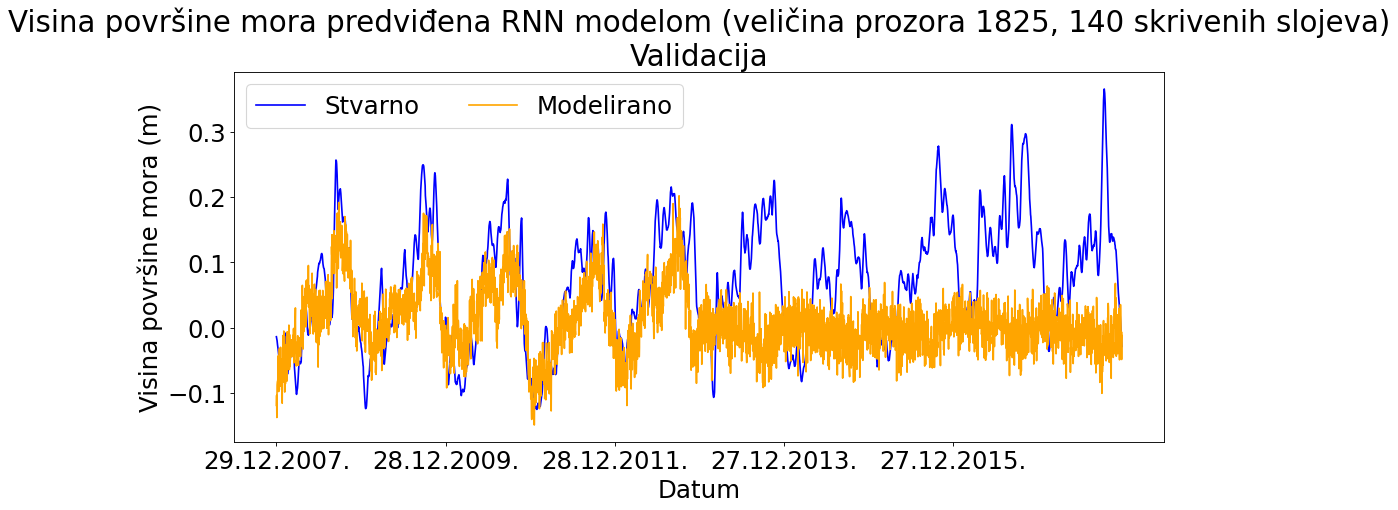 Visina površine mora predviđena RNN modelom (veličina prozora 1825, 140 skrivenih slojeva)
Validacija
Stvarno
Modelirano
Visina površine mora (m)
0.3
0.2
0.1
0.0
−0.1
29.12.2007.
28.12.2009.
28.12.2011.
27.12.2013.
27.12.2015.
Datum